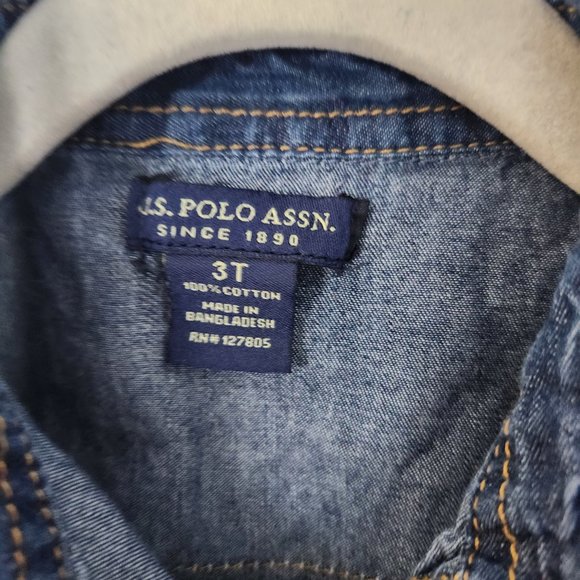 U.S. POLO ASSN.
SINCE 1890
3T
100% COTTON
MADE IN
BANGLADESH
RN# 127805